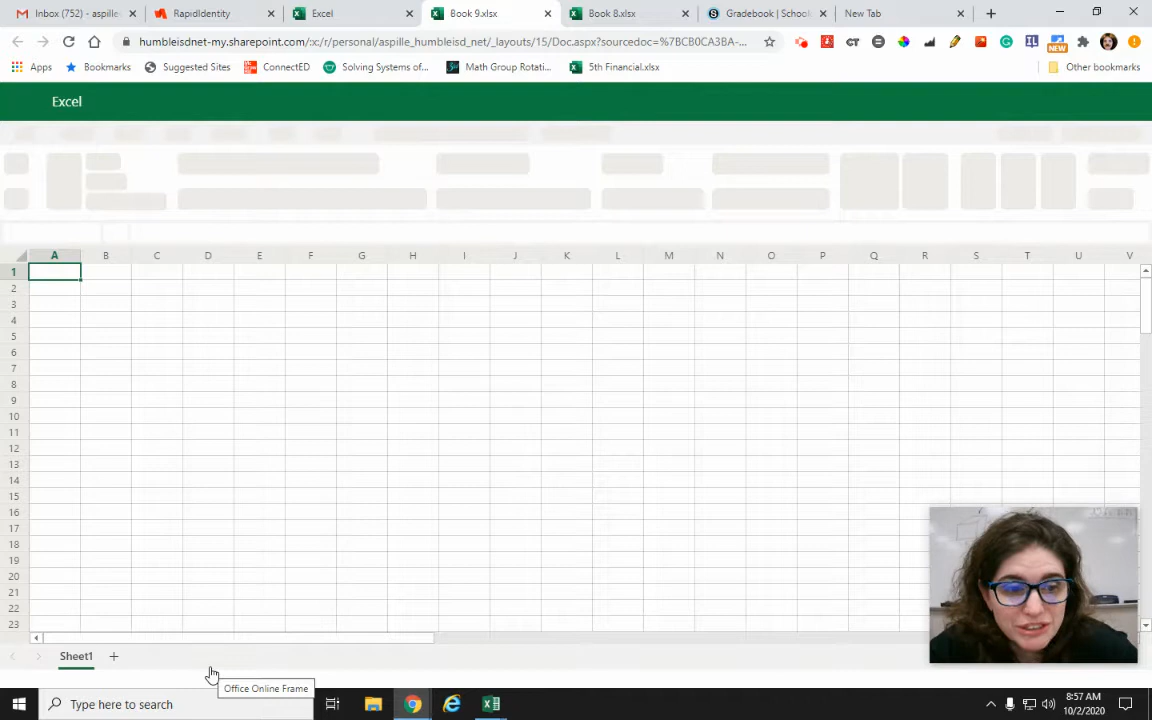 Inbox (752) - aspille
RapidIdentity
Excel
Book 9.xlsx
Book 8.xlsx
Gradebook | School
New Tab
humbleisdnet-my.sharepoint.com/:x:/r/personal/aspille_humbleisd_net/_layouts/15/Doc.aspx?sourcedoc=%7BCB0CA3BA-...
Apps
Bookmarks
Suggested Sites
ConnectED
Solving Systems of...
Math Group Rotati...
5th Financial.xlsx
Other bookmarks
NEW
Excel
A B C D E F G H I J K L M N O P Q R S T U V
1
2
3
4
5
6
7
8
9
10
11
12
13
14
15
16
17
18
19
20
21
22
23
Sheet1
Office Online Frame
Type here to search
8:57 AM
10/2/2020